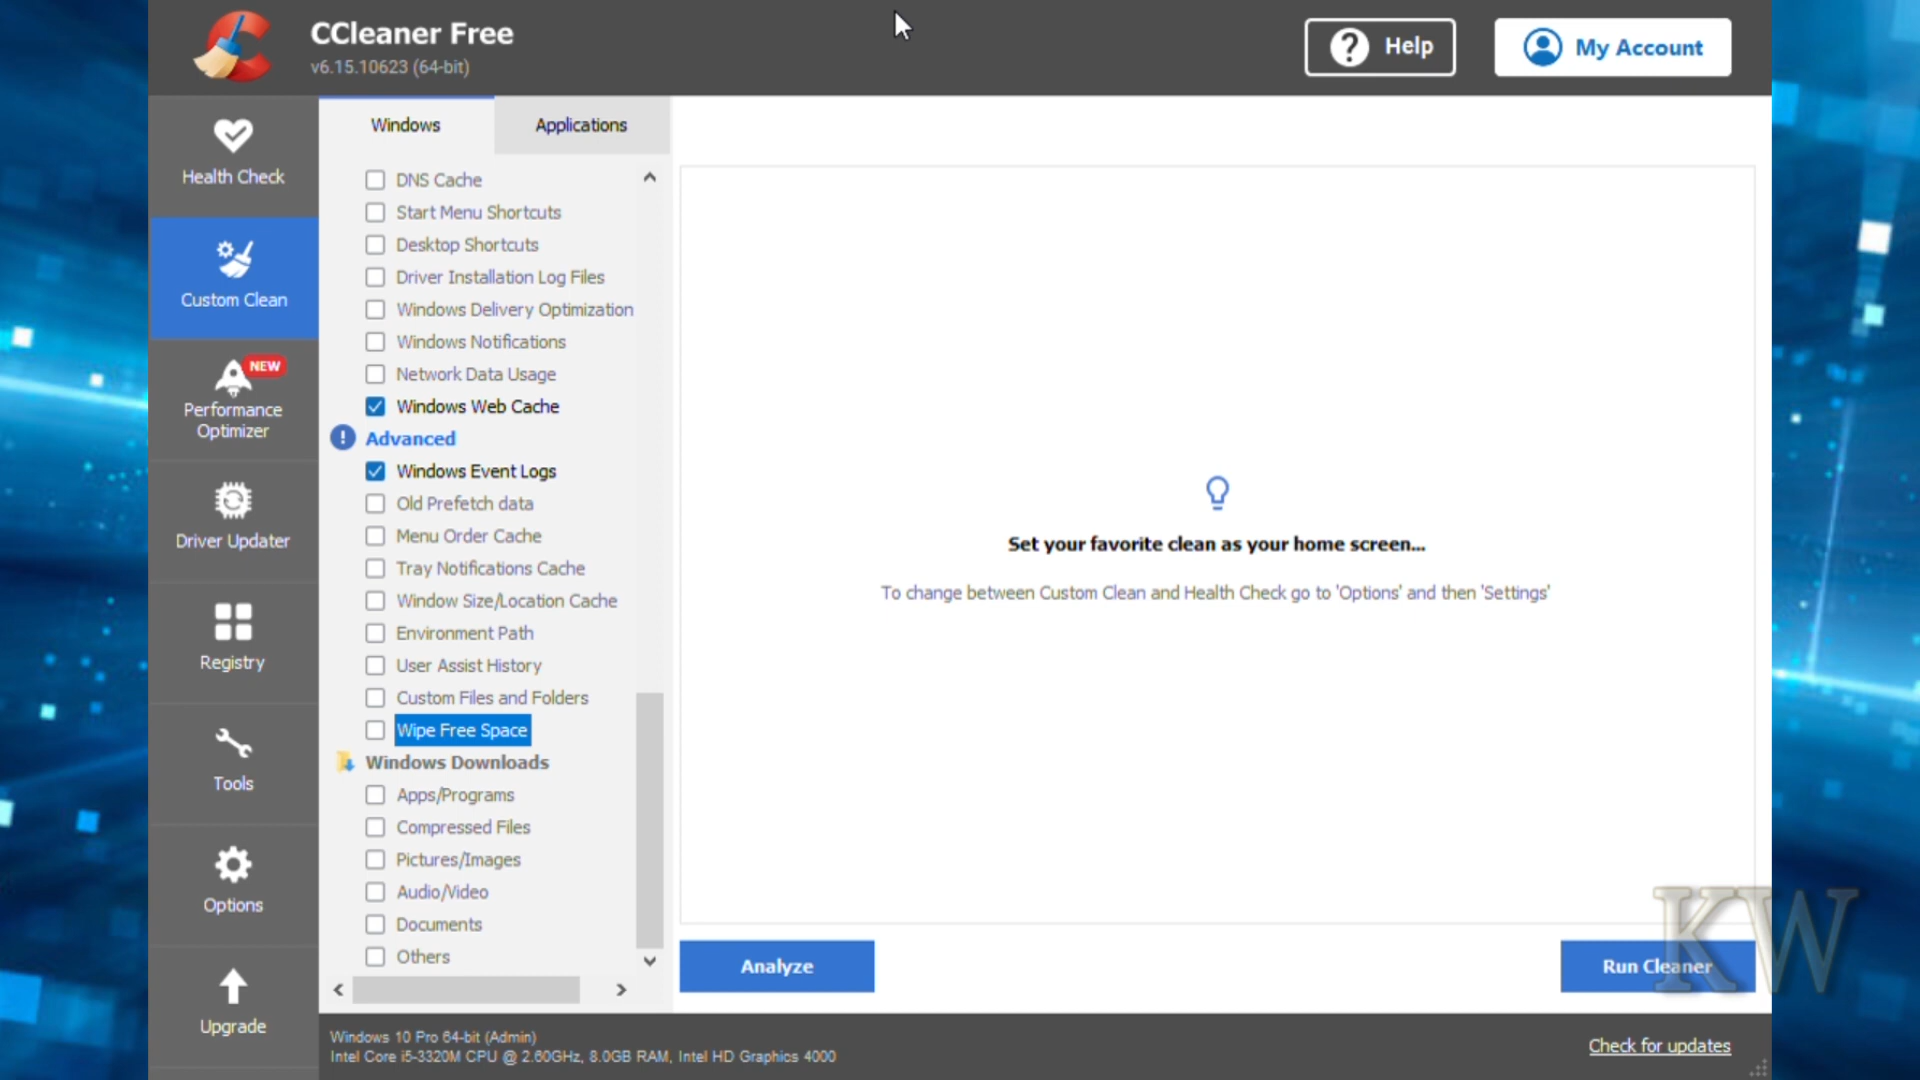 CCleaner Free
v6.15.10623 (64-bit)
Help
My Account
Health Check
Custom Clean
NEW
Performance
Optimizer
Driver Updater
Registry
Tools
Options
Upgrade
Windows
Applications
DNS Cache
Start Menu Shortcuts
Desktop Shortcuts
Driver Installation Log Files
Windows Delivery Optimization
Windows Notifications
Network Data Usage
Windows Web Cache
Advanced
Windows Event Logs
Old Prefetch data
Menu Order Cache
Tray Notifications Cache
Window Size/Location Cache
Environment Path
User Assist History
Custom Files and Folders
Wipe Free Space
Windows Downloads
Apps/Programs
Compressed Files
Pictures/Images
Audio/Video
Documents
Others
Set your favorite clean as your home screen...
To change between Custom Clean and Health Check go to 'Options' and then 'Settings'
Analyze
Run Cleaner
KW
Windows 10 Pro 64-bit (Admin)
Intel Core i5-3320M CPU @ 2.60GHz, 8.0GB RAM, Intel HD Graphics 4000
Check for updates